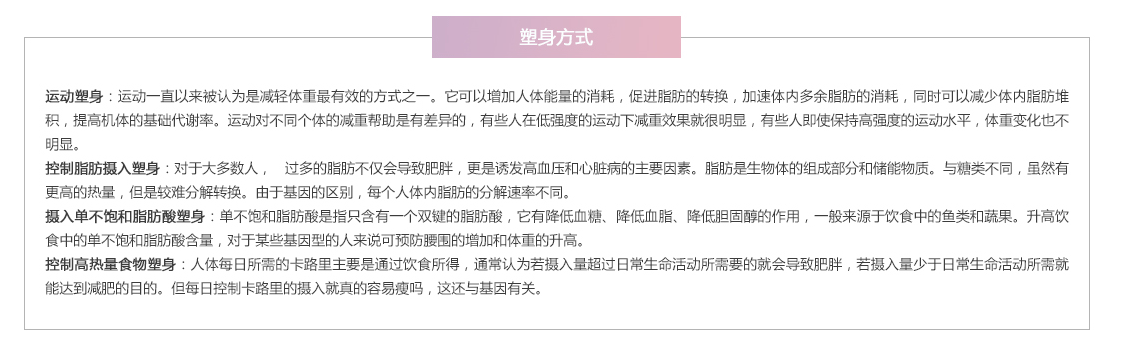 塑身方式
运动塑身：运动一直以来被认为是减轻体重最有效的方式之一。它可以增加人体能量的消耗，促进脂肪的转换，加速体内多余脂肪的消耗，同时可以减少体内脂肪堆
积，提高机体的基础代谢率。运动对不同个体的减重帮助是有差异的，有些人在低强度的运动下减重效果就很明显，有些人即使保持高强度的运动水平，体重变化也不
明显。
控制脂肪摄入塑身：对于大多数人， 过多的脂肪不仅会导致肥胖，更是诱发高血压和心脏病的主要因素。脂肪是生物体的组成部分和储能物质。与糖类不同，虽然有
更高的热量，但是较难分解转换。由于基因的区别，每个人体内脂肪的分解速率不同。
摄入单不饱和脂肪酸塑身：单不饱和脂肪酸是指只含有一个双键的脂肪酸，它有降低血糖、降低血脂、降低胆固醇的作用，一般来源于饮食中的鱼类和蔬果。升高饮
食中的单不饱和脂肪酸含量，对于某些基因型的人来说可预防腰围的增加和体重的升高。
控制高热量食物塑身：人体每日所需的卡路里主要是通过饮食所得，通常认为若摄入量超过日常生命活动所需要的就会导致肥胖，若摄入量少于日常生命活动所需就
能达到减肥的目的。但每日控制卡路里的摄入就真的容易瘦吗，这还与基因有关。